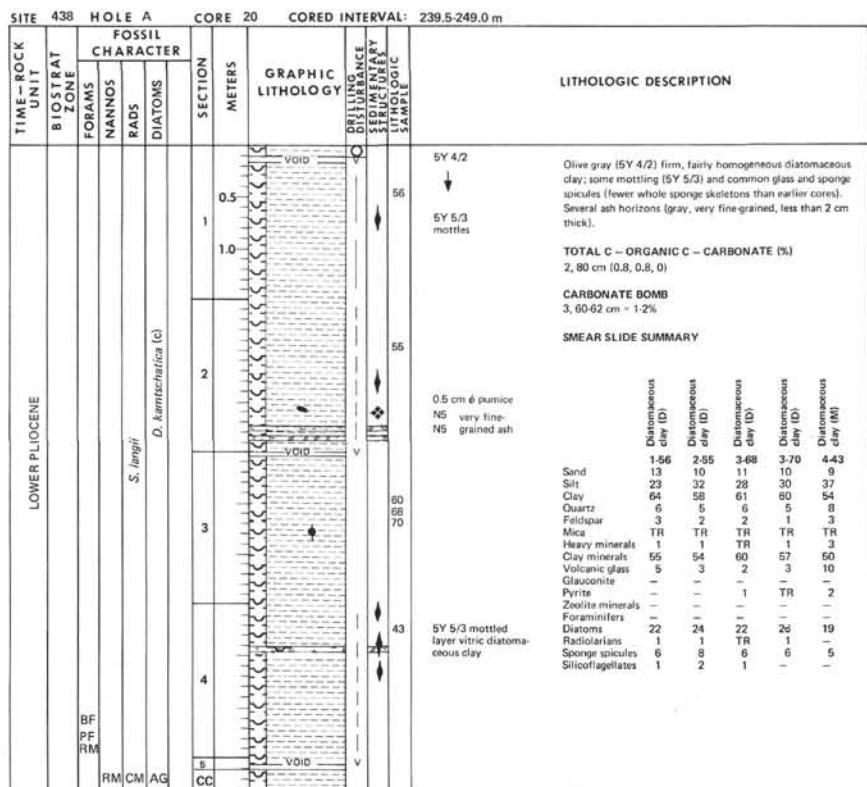 SITE 438 HOLE A CORE 20 CORED INTERVAL: 239.5-249.0 m
TIME-ROCK UNIT
BIOSTRAT ZONE
FOSSIL CHARACTER
FORAMS
NANNOS
RADS
DIATOMS
SECTION
METERS
GRAPHIC LITHOLOGY
DRILLING DISTURBANCE
SEDIMENTARY STRUCTURES
LITHOLOGIC SAMPLE
LITHOLOGIC DESCRIPTION
LOWER PLIOCENE
S. langii
D. kamtschatica (c)
BF
PF
RM
RM CM AG
1
0.5
1.0
2
3
4
5
CC
VOID
VOID
VOID
V
V
V
56
55
60
68
70
43
5Y 4/2
5Y 5/3
mottles
0.5 cm ϕ pumice
N5 very fine-
N5 grained ash
5Y 5/3 mottled
layer vitric diatoma-
ceous clay
Olive gray (5Y 4/2) firm, fairly homogeneous diatomaceous
clay; some mottling (5Y 5/3) and common glass and sponge
spicules (fewer whole sponge skeletons than earlier cores).
Several ash horizons (gray, very fine-grained, less than 2 cm
thick).
TOTAL C – ORGANIC C – CARBONATE (%)
2, 80 cm (0.8, 0.8, 0)
CARBONATE BOMB
3, 60-62 cm = 1-2%
SMEAR SLIDE SUMMARY
Diatomaceous clay (D)
Diatomaceous clay (D)
Diatomaceous clay (D)
Diatomaceous clay (D)
Diatomaceous clay (M)
1-56 2-55 3-68 3-70 4-43
Sand 13 10 11 10 9
Silt 23 32 28 30 37
Clay 64 58 61 60 54
Quartz 6 5 6 5 8
Feldspar 3 2 2 1 3
Mica TR TR TR TR TR
Heavy minerals 1 1 TR 1 3
Clay minerals 55 54 60 57 50
Volcanic glass 5 3 2 3 10
Glauconite – – – – –
Pyrite – – 1 TR 2
Zeolite minerals – – – – –
Foraminifers – – – – –
Diatoms 22 24 22 26 19
Radiolarians 1 1 TR 1 –
Sponge spicules 6 8 6 6 5
Silicoflagellates 1 2 1 – –